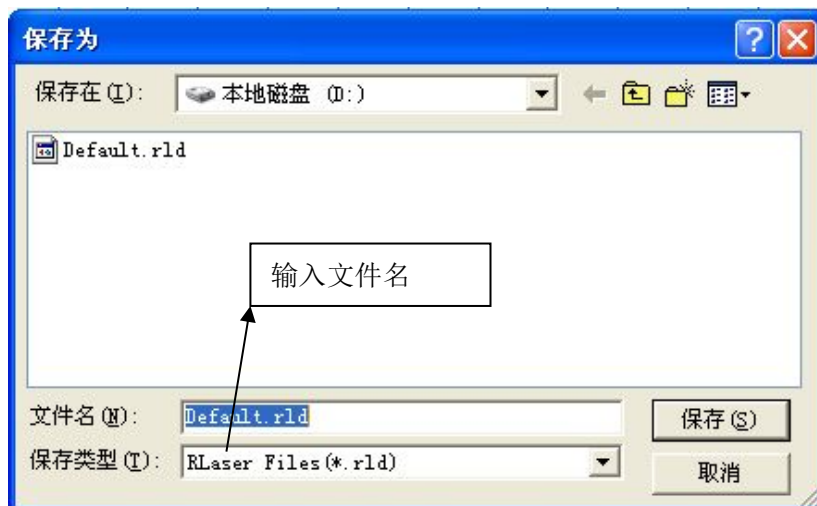 保存为
保存在(I): 本地磁盘 (D:)
Default.rld
输入文件名
文件名(N): Default.rld 保存(S)
保存类型(T): RLaser Files(*.rld) 取消